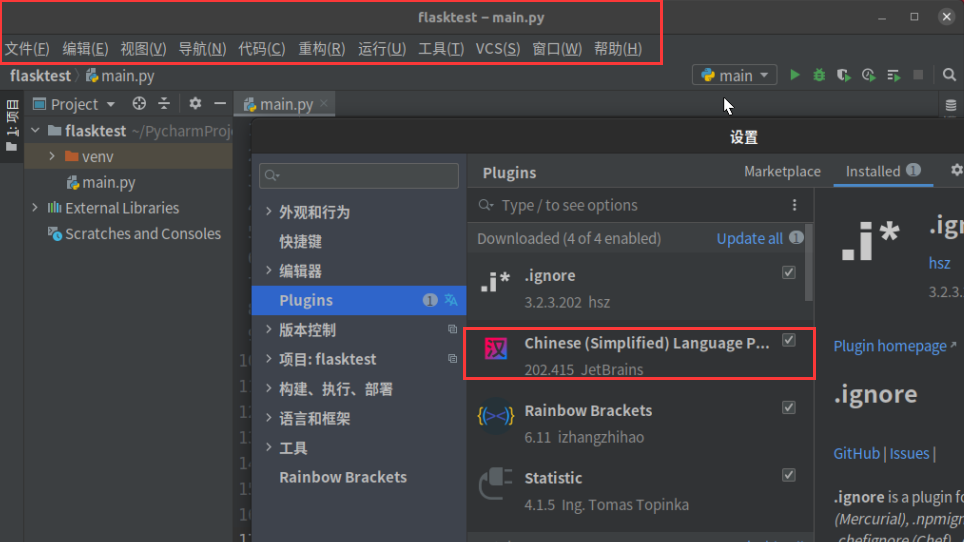 flasktest – main.py
文件(F) 编辑(E) 视图(V) 导航(N) 代码(C) 重构(R) 运行(U) 工具(T) VCS(S) 窗口(W) 帮助(H)
flasktest main.py main
1: 项目 Project main.py
flasktest ~/PycharmProj
venv
main.py
External Libraries
Scratches and Consoles
设置
外观和行为
快捷键
编辑器
Plugins 1
版本控制
项目: flasktest
构建、执行、部署
语言和框架
工具
Rainbow Brackets
Plugins Marketplace Installed 1
Type / to see options
Downloaded (4 of 4 enabled) Update all 1
.i* .ignore
3.2.3.202 hsz
汉 Chinese (Simplified) Language P...
202.415 JetBrains
Rainbow Brackets
6.11 izhangzhihao
Statistic
4.1.5 Ing. Tomas Topinka
.i* .ign
hsz
3.2.3.
Plugin homepage
.ignore
GitHub | Issues |
.ignore is a plugin fo
(Mercurial), .npmign
.chefignore (Chef)